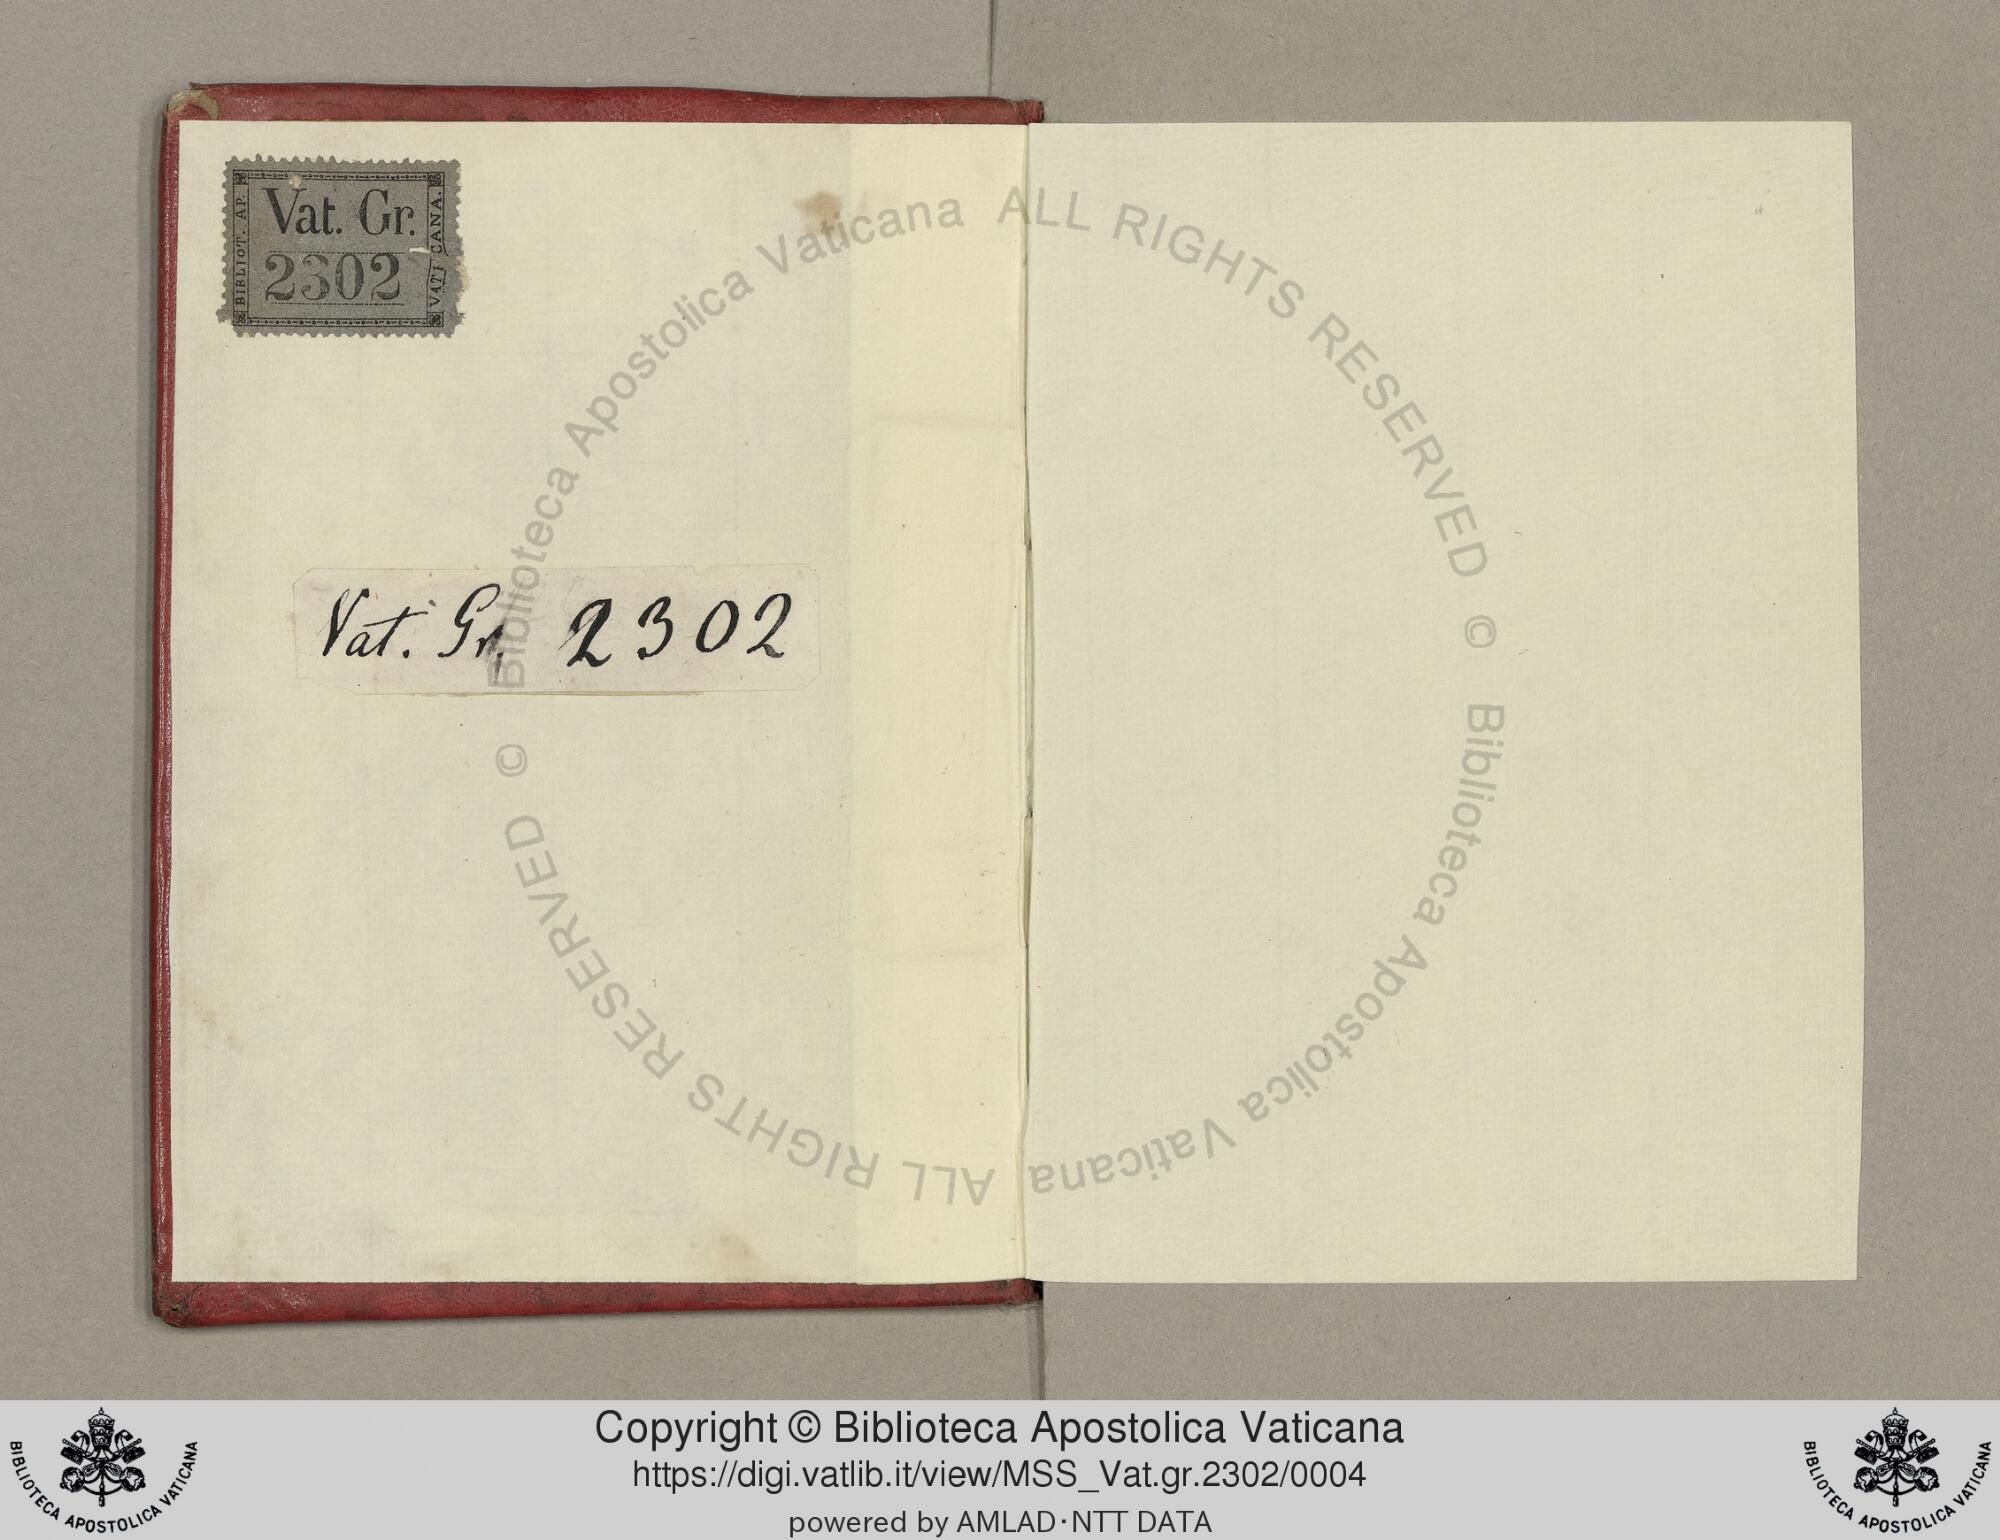 BIBLIOT. AP. VATICANA.
Vat. Gr.
2302
Vat. Gr. 2302
© Biblioteca Apostolica Vaticana ALL RIGHTS RESERVED
© Biblioteca Apostolica Vaticana ALL RIGHTS RESERVED
BIBLIOTECA APOSTOLICA VATICANA
Copyright © Biblioteca Apostolica Vaticana
https://digi.vatlib.it/view/MSS_Vat.gr.2302/0004
powered by AMLAD·NTT DATA
BIBLIOTECA APOSTOLICA VATICANA